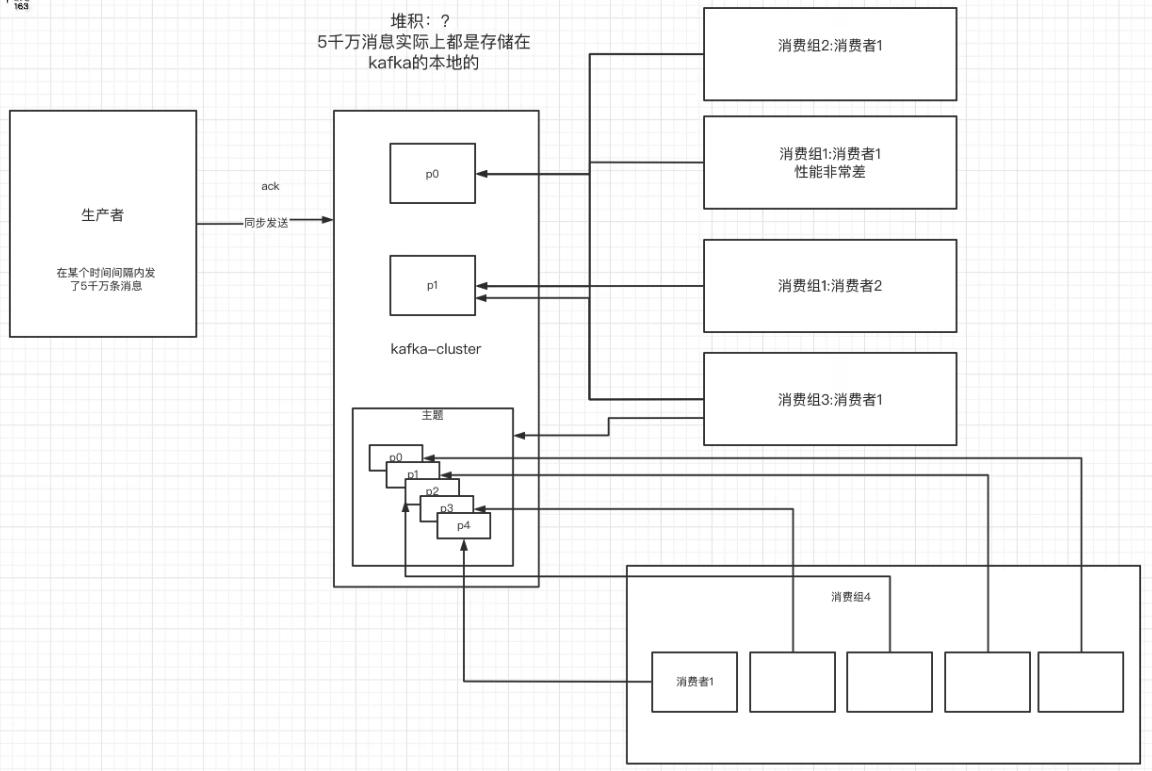 163
堆积：?
5千万消息实际上都是存储在
kafka的本地的
生产者
在某个时间间隔内发
了5千万条消息
ack
同步发送
p0
p1
kafka-cluster
主题
p0
p1
p2
p3
p4
消费组2:消费者1
消费组1:消费者1
性能非常差
消费组1:消费者2
消费组3:消费者1
消费组4
消费者1